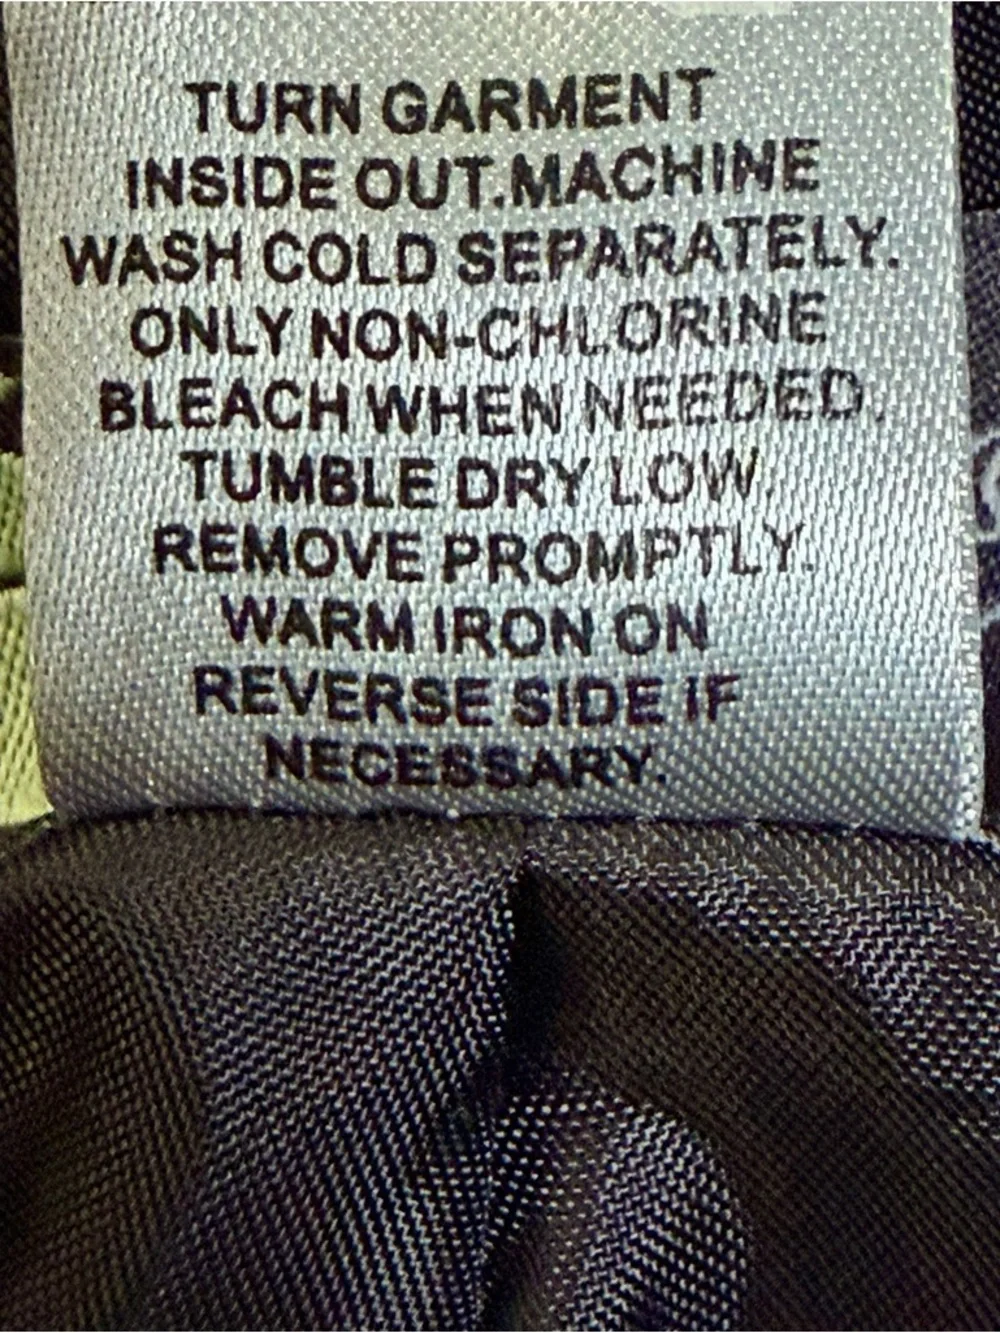 TURN GARMENT
INSIDE OUT.MACHINE
WASH COLD SEPARATELY.
ONLY NON-CHLORINE
BLEACH WHEN NEEDED.
TUMBLE DRY LOW.
REMOVE PROMPTLY.
WARM IRON ON
REVERSE SIDE IF
NECESSARY.